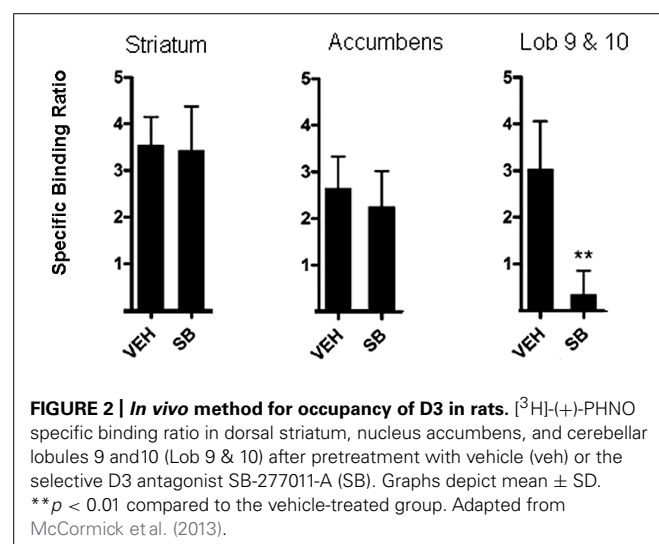 Striatum
Accumbens
Lob 9 & 10
Specific Binding Ratio
5
4
3
2
1
VEH
SB
5
4
3
2
1
VEH
SB
5
4
3
2
1
**
VEH
SB
FIGURE 2 | In vivo method for occupancy of D3 in rats. [³H]-(+)-PHNO
specific binding ratio in dorsal striatum, nucleus accumbens, and cerebellar
lobules 9 and10 (Lob 9 & 10) after pretreatment with vehicle (veh) or the
selective D3 antagonist SB-277011-A (SB). Graphs depict mean ± SD.
**p < 0.01 compared to the vehicle-treated group. Adapted from
McCormick et al. (2013).